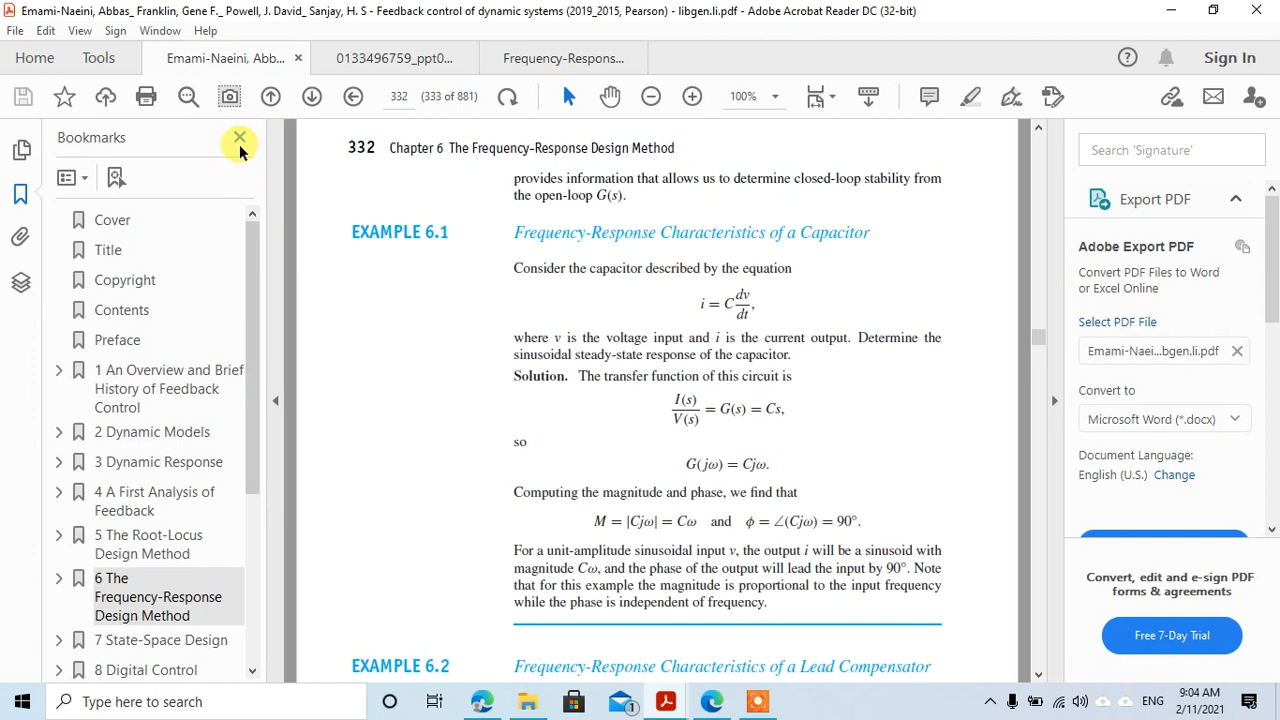 Emami-Naeini, Abbas_ Franklin, Gene F._ Powell, J. David_ Sanjay, H. S - Feedback control of dynamic systems (2019_2015, Pearson) - libgen.li.pdf - Adobe Acrobat Reader DC (32-bit)
File Edit View Sign Window Help
Home Tools Emami-Naeini, Abb... × 0133496759_ppt0... Frequency-Respons... Sign In
332 (333 of 881) 100%
Bookmarks
Cover
Title
Copyright
Contents
Preface
1 An Overview and Brief
History of Feedback
Control
2 Dynamic Models
3 Dynamic Response
4 A First Analysis of
Feedback
5 The Root-Locus
Design Method
6 The
Frequency-Response
Design Method
7 State-Space Design
8 Digital Control
332 Chapter 6 The Frequency-Response Design Method
provides information that allows us to determine closed-loop stability from
the open-loop G(s).
EXAMPLE 6.1 Frequency-Response Characteristics of a Capacitor
Consider the capacitor described by the equation
i = C dv/dt,
where v is the voltage input and i is the current output. Determine the
sinusoidal steady-state response of the capacitor.
Solution. The transfer function of this circuit is
I(s)/V(s) = G(s) = Cs,
so
G(jω) = Cjω.
Computing the magnitude and phase, we find that
M = |Cjω| = Cω and ϕ = ∠(Cjω) = 90°.
For a unit-amplitude sinusoidal input v, the output i will be a sinusoid with
magnitude Cω, and the phase of the output will lead the input by 90°. Note
that for this example the magnitude is proportional to the input frequency
while the phase is independent of frequency.
EXAMPLE 6.2 Frequency-Response Characteristics of a Lead Compensator
Search 'Signature'
Export PDF
Adobe Export PDF
Convert PDF Files to Word
or Excel Online
Select PDF File
Emami-Naei...bgen.li.pdf
Convert to
Microsoft Word (*.docx)
Document Language:
English (U.S.) Change
Convert, edit and e-sign PDF
forms & agreements
Free 7-Day Trial
Type here to search
1
ENG
9:04 AM
2/11/2021